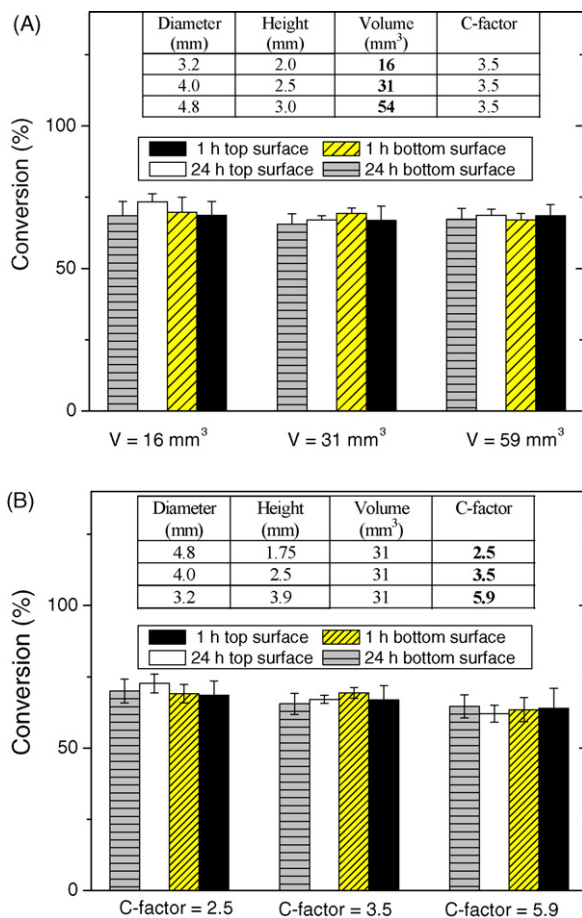 (A)
Diameter (mm) Height (mm) Volume (mm³) C-factor
3.2 2.0 16 3.5
4.0 2.5 31 3.5
4.8 3.0 54 3.5
100
1 h top surface 1 h bottom surface
24 h top surface 24 h bottom surface
Conversion (%)
50
0
V = 16 mm³ V = 31 mm³ V = 59 mm³
(B)
Diameter (mm) Height (mm) Volume (mm³) C-factor
4.8 1.75 31 2.5
4.0 2.5 31 3.5
3.2 3.9 31 5.9
100
1 h top surface 1 h bottom surface
24 h top surface 24 h bottom surface
Conversion (%)
50
0
C-factor = 2.5 C-factor = 3.5 C-factor = 5.9